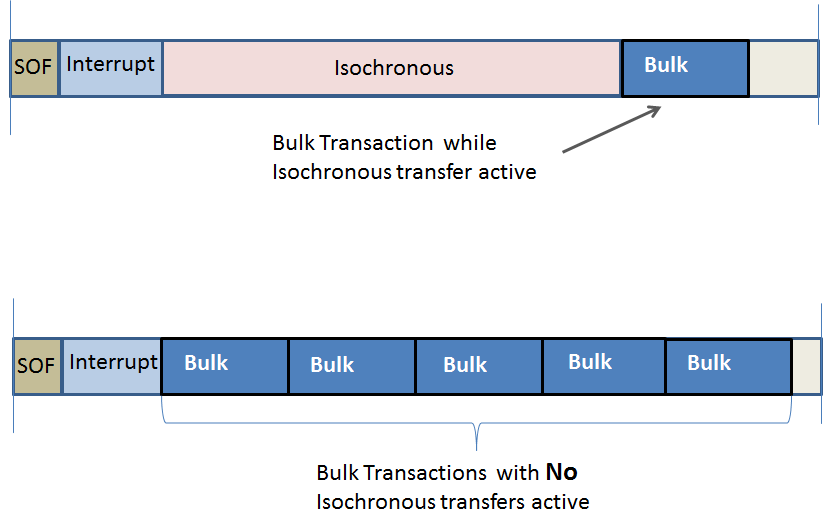 SOF Interrupt Isochronous Bulk
Bulk Transaction while
Isochronous transfer active
SOF Interrupt Bulk Bulk Bulk Bulk Bulk
Bulk Transactions with No
Isochronous transfers active